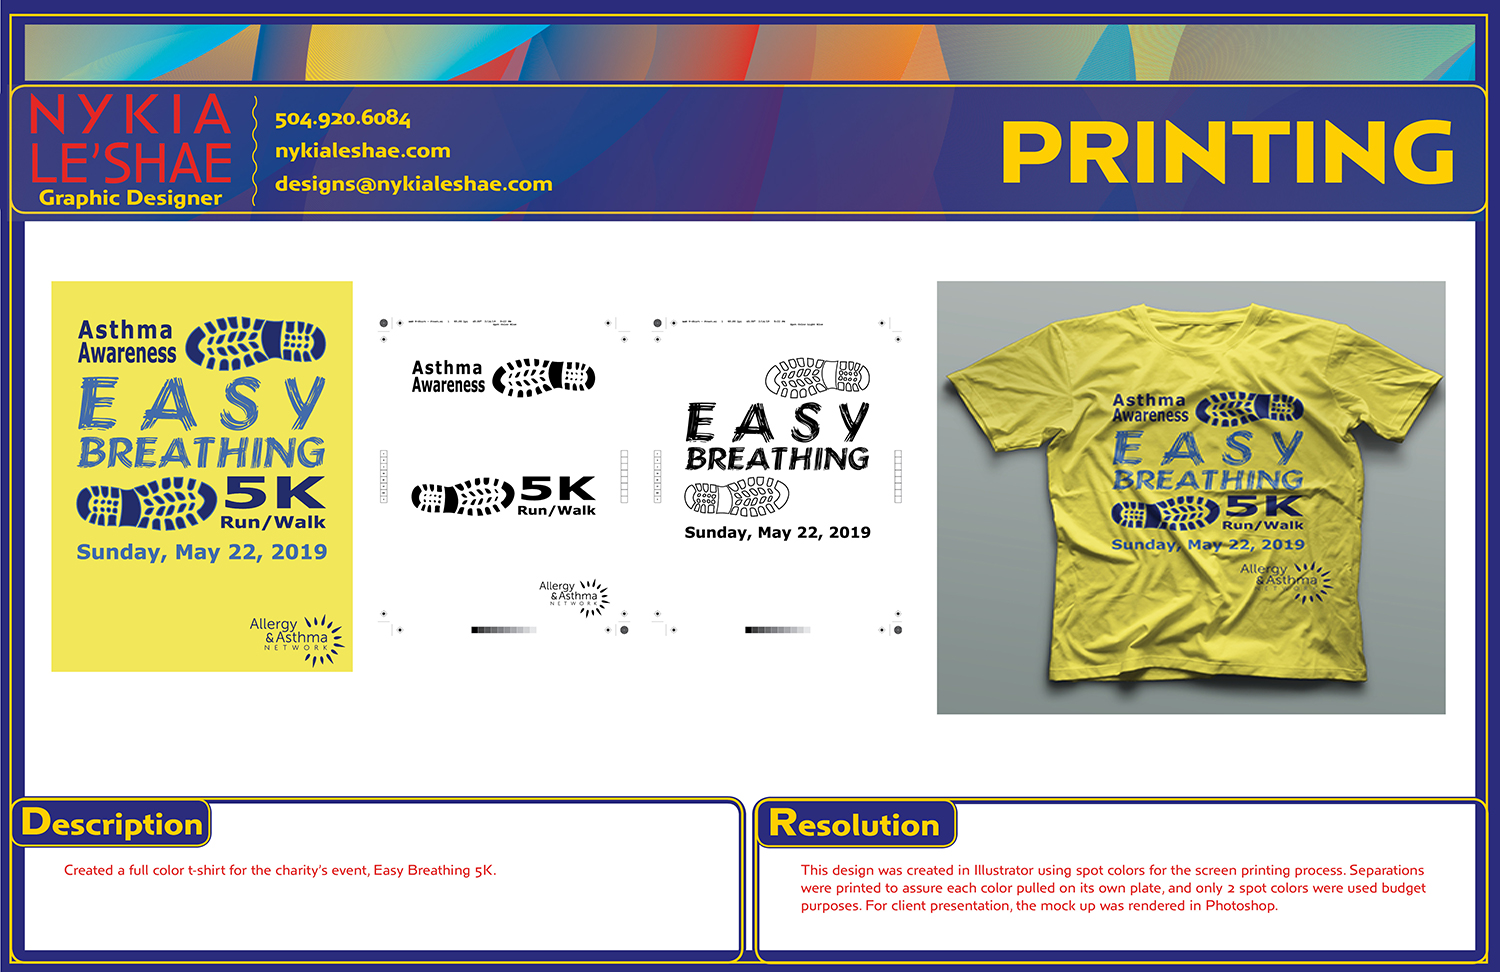 NYKIA
LE'SHAE
Graphic Designer
504.920.6084
nykialeshae.com
designs@nykialeshae.com
PRINTING
Asthma
Awareness
EASY
BREATHING
5K
Run/Walk
Sunday, May 22, 2019
Allergy
& Asthma
NETWORK
Asthma
Awareness
5K
Run/Walk
Allergy
& Asthma
NETWORK
EASY
BREATHING
Sunday, May 22, 2019
Asthma
Awareness
EASY
BREATHING
5K
Run/Walk
Sunday, May 22, 2019
Allergy
& Asthma
NETWORK
Description
Created a full color t-shirt for the charity's event, Easy Breathing 5K.
Resolution
This design was created in Illustrator using spot colors for the screen printing process. Separations
were printed to assure each color pulled on its own plate, and only 2 spot colors were used budget
purposes. For client presentation, the mock up was rendered in Photoshop.